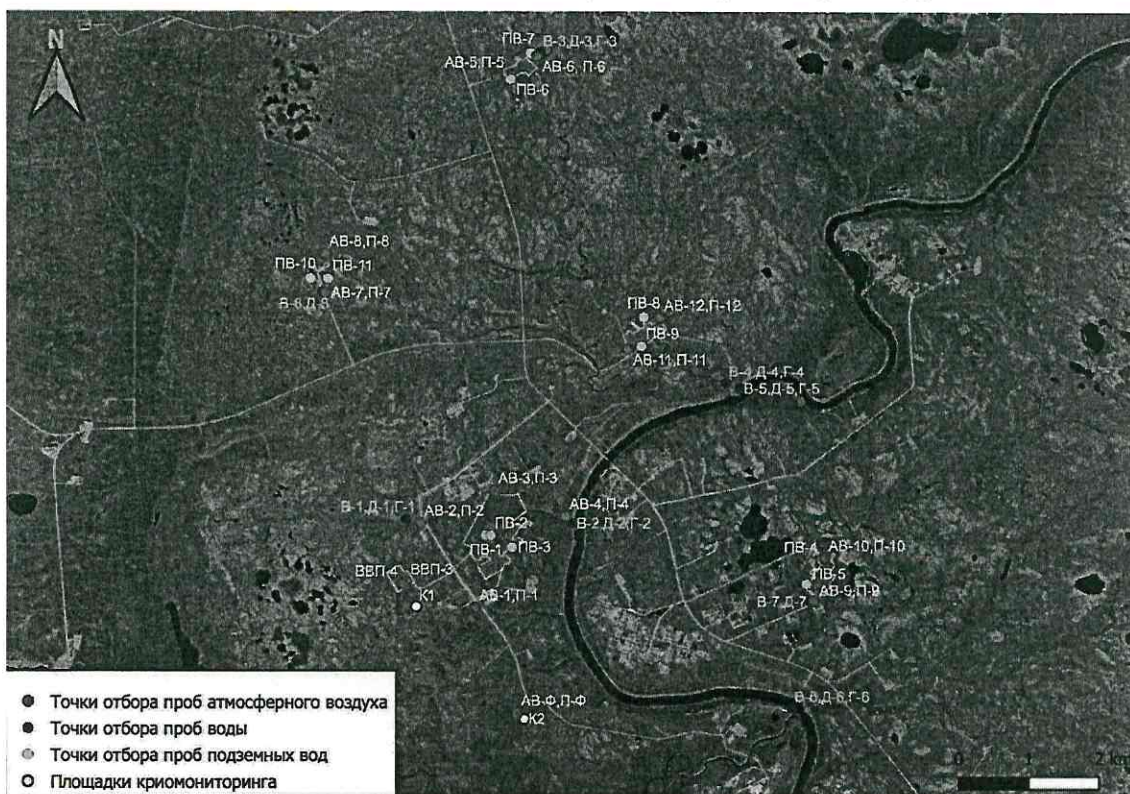 N
ПВ-7
В-3,Д-3,Г-3
АВ-5,П-5
АВ-6, П-6
ПВ-6
АВ-8,П-8
ПВ-10
ПВ-11
АВ-7,П-7
ПВ-8
АВ-12,П-12
ПВ-9
АВ-11,П-11
В-4,Д-4,Г-4
В-5,Д-5,Г-5
АВ-3,П-3
В-1,Д-1,Г-1
АВ-2,П-2
АВ-4,П-4
ПВ-2
В-2,Д-2,Г-2
ПВ-1
ПВ-3
ПВ-4
АВ-10,П-10
ВВП-4
ВВП-3
ПВ-5
АВ-1,П-1
АВ-9,П-9
К1
В-7,Д-7
В-6,Д-6,Г-6
АВ-Ф,П-Ф
К2
Точки отбора проб атмосферного воздуха
Точки отбора проб воды
Точки отбора проб подземных вод
Площадки криомониторинга
0 1 2 km